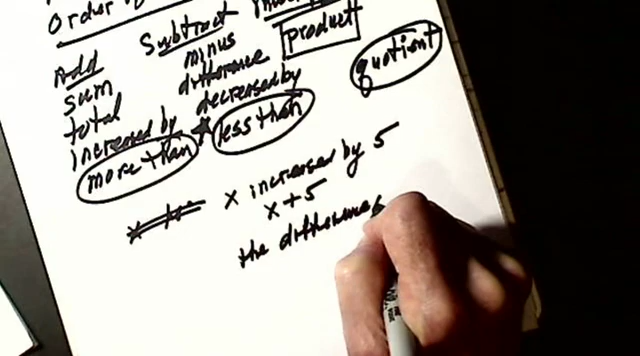 Order
Add
sum
total
increased by
more than
Subtract
minus
difference
decreased by
less than
product
quotient
x increased by 5
x + 5
the difference